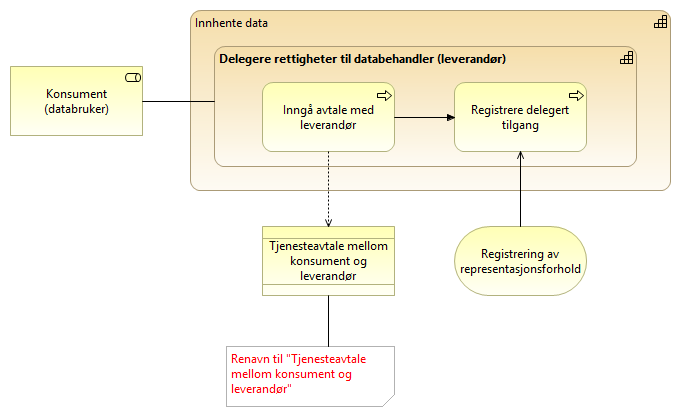 Innhente data
Delegere rettigheter til databehandler (leverandør)
Konsument
(databruker)
Inngå avtale med
leverandør
Registrere delegert
tilgang
Tjenesteavtale mellom
konsument og
leverandør
Registrering av
representasjonsforhold
Renavn til "Tjenesteavtale
mellom konsument og
leverandør"